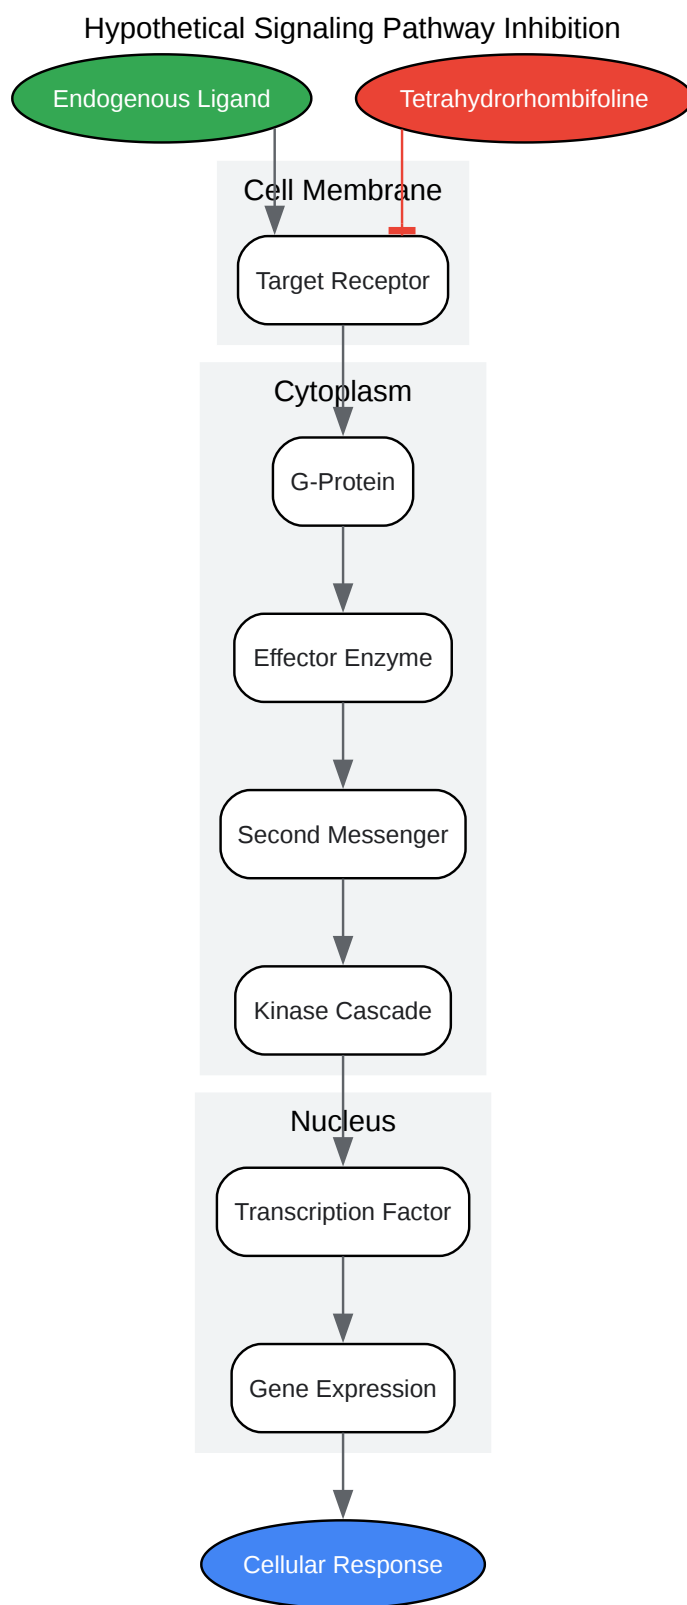 Hypothetical Signaling Pathway Inhibition
Endogenous Ligand
Tetrahydrorhombifoline
Cell Membrane
Target Receptor
Cytoplasm
G-Protein
Effector Enzyme
Second Messenger
Kinase Cascade
Nucleus
Transcription Factor
Gene Expression
Cellular Response